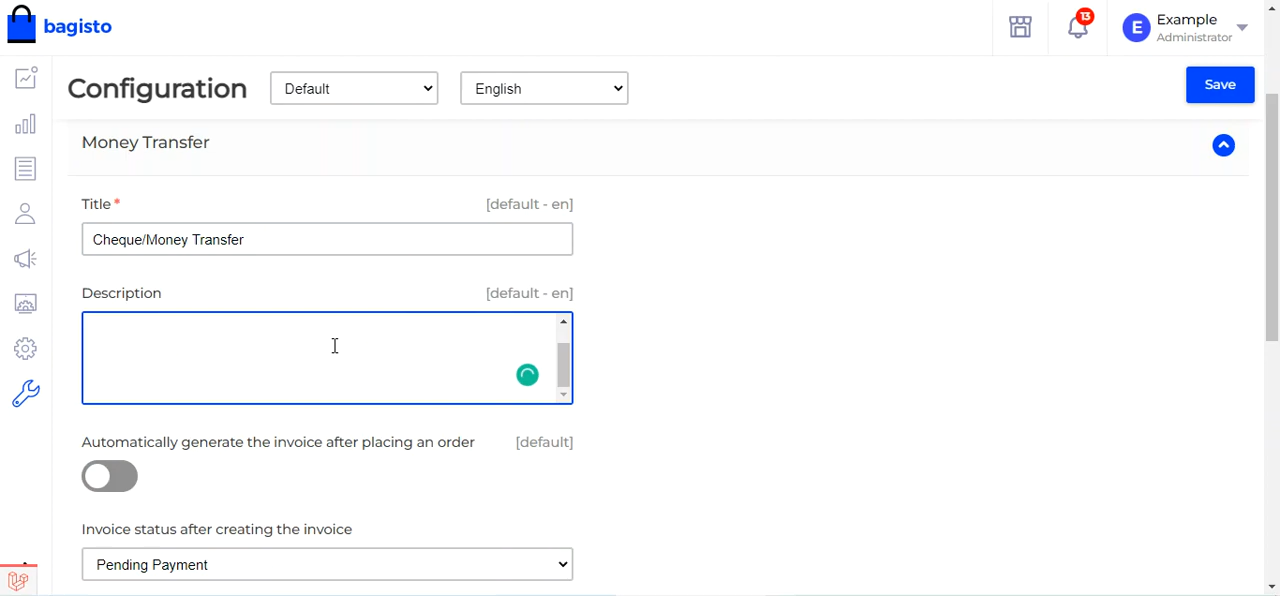 bagisto
13
E
Example
Administrator
Configuration
Default
English
Save
Money Transfer
Title *
[default - en]
Cheque/Money Transfer
Description
[default - en]
Automatically generate the invoice after placing an order
[default]
Invoice status after creating the invoice
Pending Payment